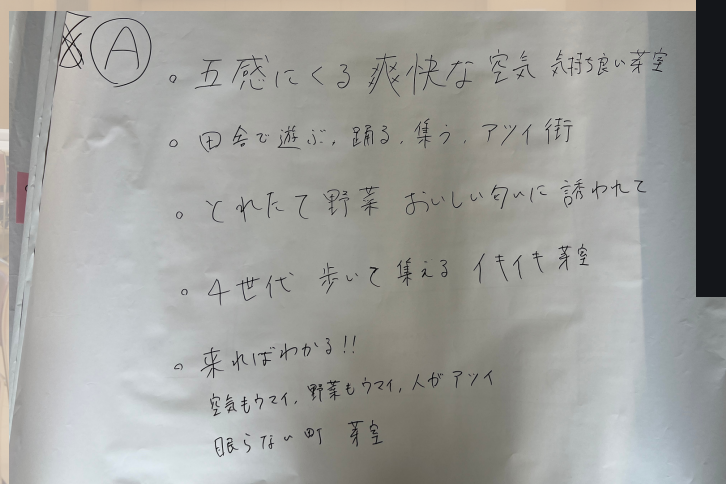 A
。五感にくる 爽快な 空気 気持ち良い芽室
。田舎で遊ぶ、踊る、集う、アツイ街
。とれたて野菜 おいしい匂いに 誘われて
。4世代 歩いて 集える イキイキ 芽室
。来ればわかる!!
空気もウマイ、野菜もウマイ、人が アツイ
眠らない町 芽室